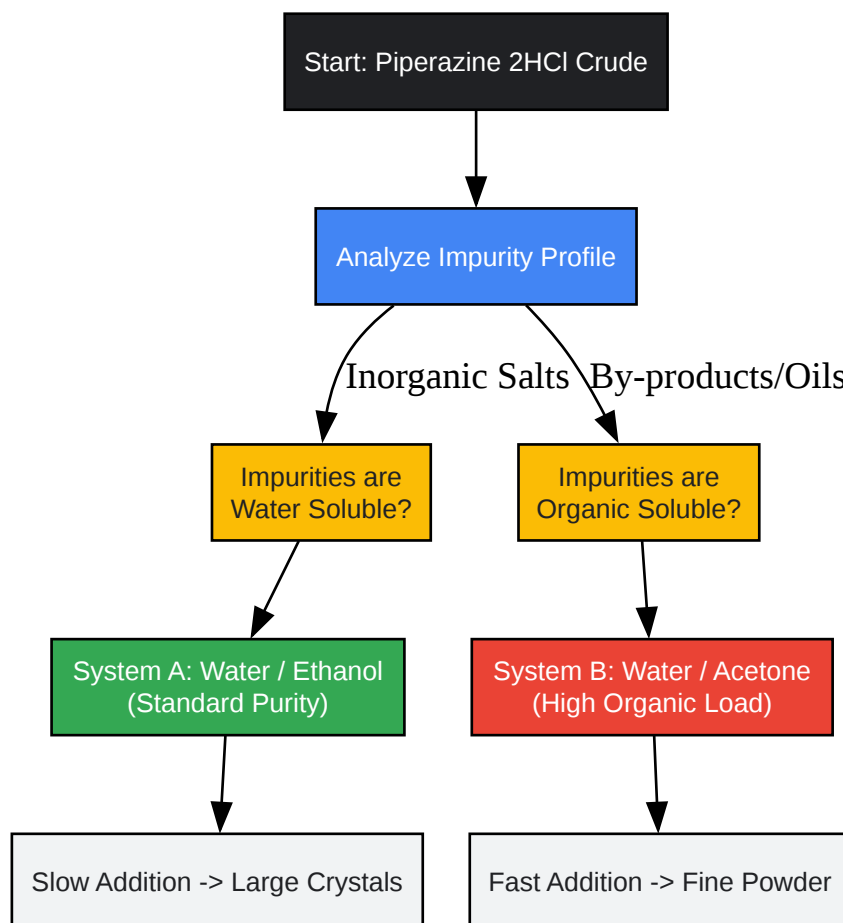 Start: Piperazine 2HCl Crude
Analyze Impurity Profile
Inorganic Salts
By-products/Oils
Impurities are
Water Soluble?
Impurities are
Organic Soluble?
System A: Water / Ethanol
(Standard Purity)
System B: Water / Acetone
(High Organic Load)
Slow Addition -> Large Crystals
Fast Addition -> Fine Powder